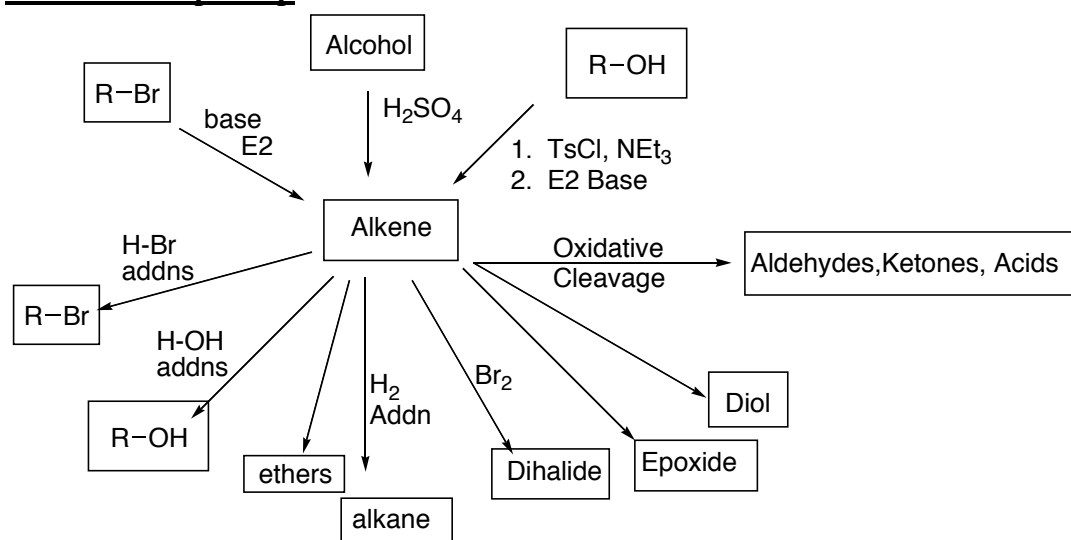 Alcohol
R–OH
R–Br
H₂SO₄
base
E2
1. TsCl, NEt₃
2. E2 Base
Alkene
H-Br
addns
Oxidative
Cleavage
Aldehydes,Ketones, Acids
R–Br
H-OH
addns
H₂
Addn
Br₂
Diol
R–OH
ethers
Dihalide
Epoxide
alkane